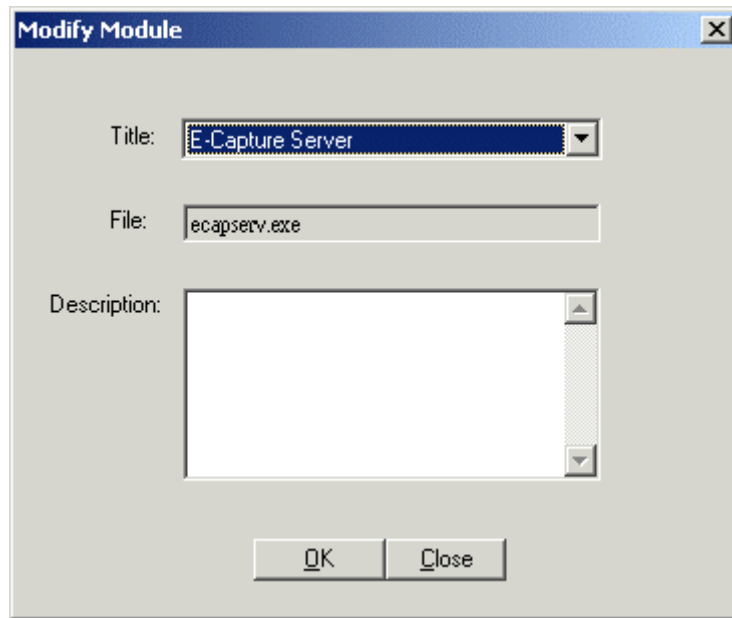 Modify Module
Title: E-Capture Server
File: ecapserv.exe
Description:
OK Close